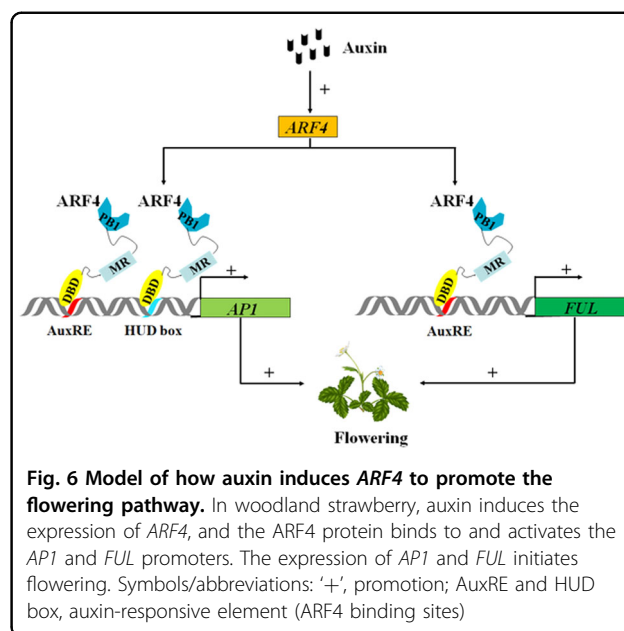 Auxin
+
ARF4
ARF4 ARF4 ARF4
PB1 PB1 PB1
MR MR MR
DBD DBD DBD
+ +
AuxRE HUD box AP1 AuxRE FUL
+ +
Flowering
Fig. 6 Model of how auxin induces ARF4 to promote the
flowering pathway. In woodland strawberry, auxin induces the
expression of ARF4, and the ARF4 protein binds to and activates the
AP1 and FUL promoters. The expression of AP1 and FUL initiates
flowering. Symbols/abbreviations: '+', promotion; AuxRE and HUD
box, auxin-responsive element (ARF4 binding sites)